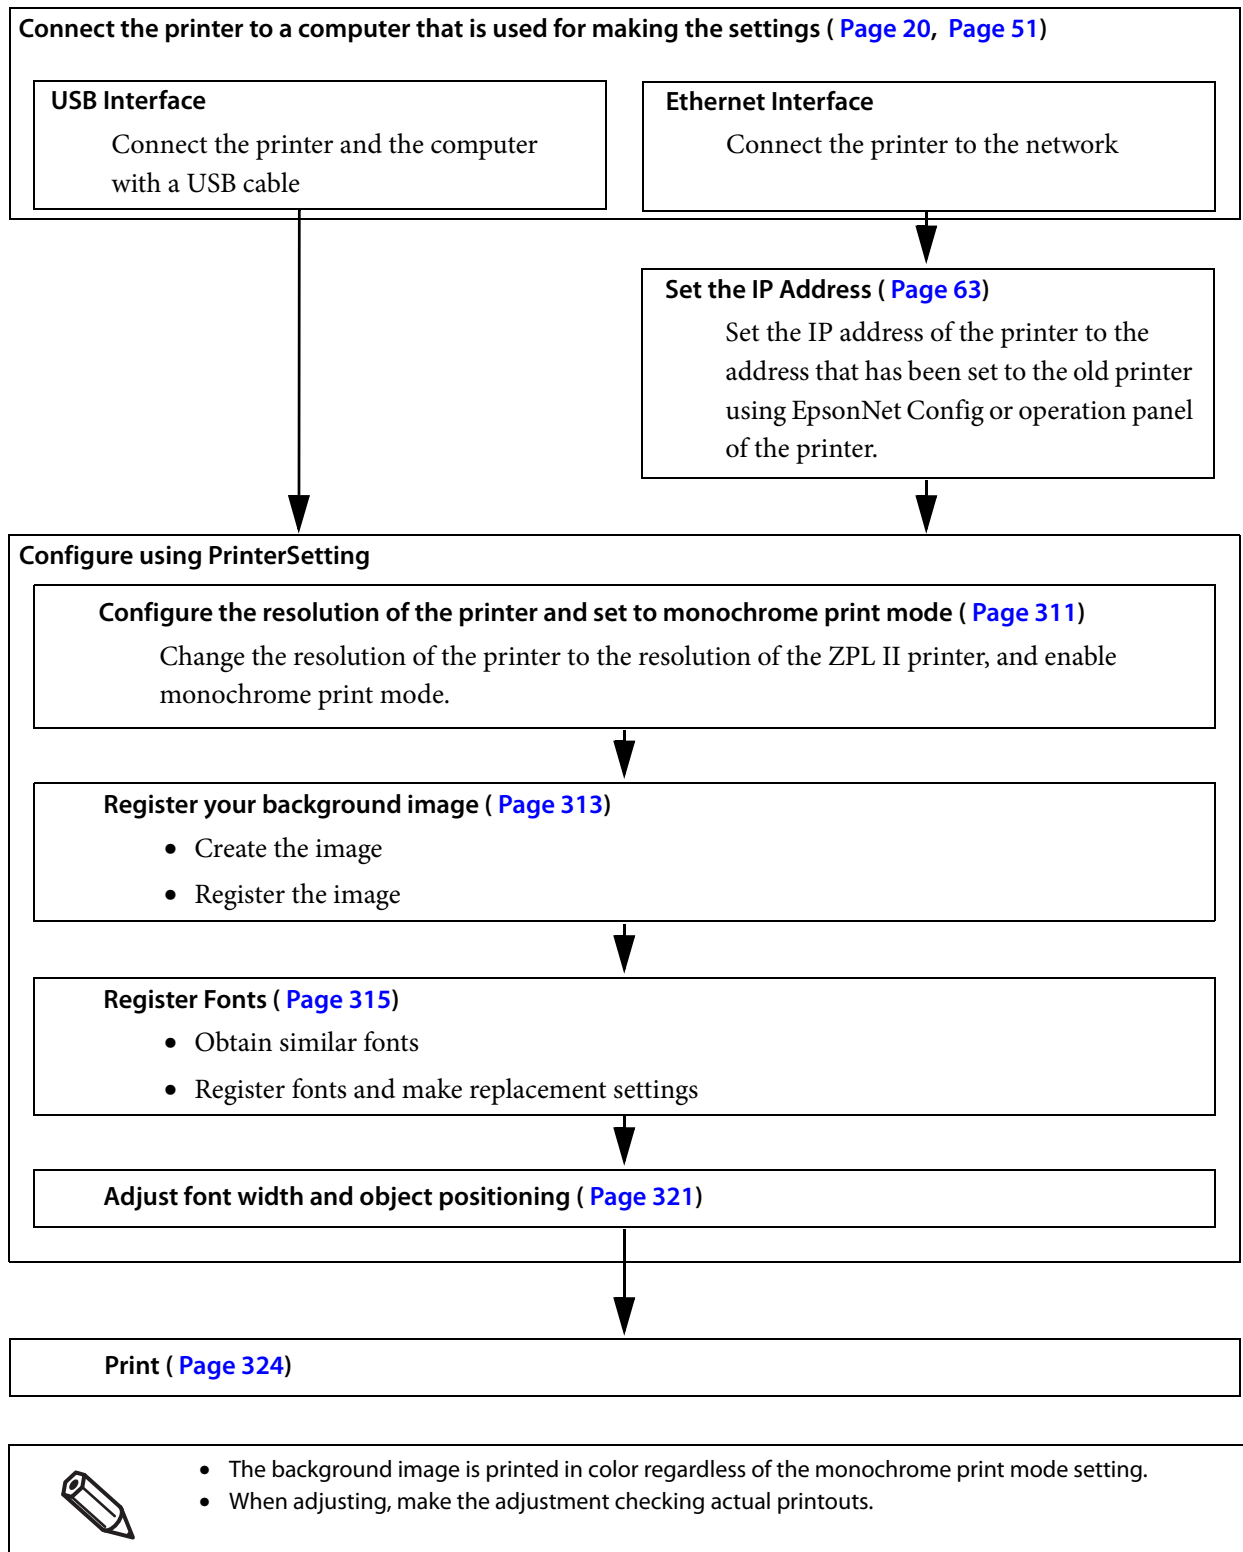 Connect the printer to a computer that is used for making the settings ( Page 20, Page 51)
USB Interface
Connect the printer and the computer
with a USB cable
Ethernet Interface
Connect the printer to the network
Set the IP Address ( Page 63)
Set the IP address of the printer to the
address that has been set to the old printer
using EpsonNet Config or operation panel
of the printer.
Configure using PrinterSetting
Configure the resolution of the printer and set to monochrome print mode ( Page 311)
Change the resolution of the printer to the resolution of the ZPL II printer, and enable
monochrome print mode.
Register your background image ( Page 313)
• Create the image
• Register the image
Register Fonts ( Page 315)
• Obtain similar fonts
• Register fonts and make replacement settings
Adjust font width and object positioning ( Page 321)
Print ( Page 324)
• The background image is printed in color regardless of the monochrome print mode setting.
• When adjusting, make the adjustment checking actual printouts.